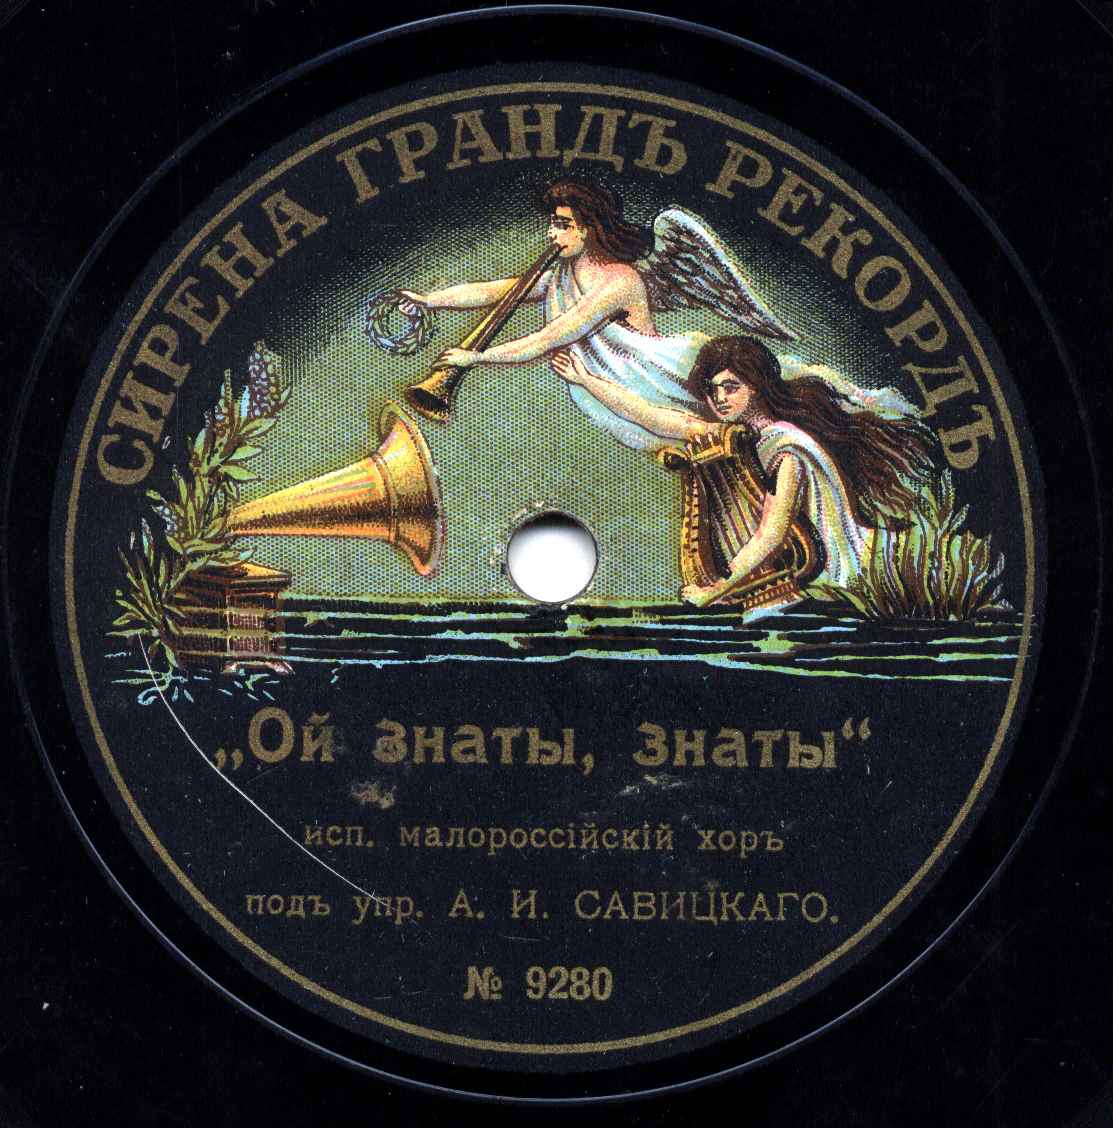 СИРЕНА ГРАНДЪ РЕКОРДЪ
„Ой знаты, знаты“
исп. малороссійскій хоръ
подъ упр. А. И. САВИЦКАГО.
№ 9280